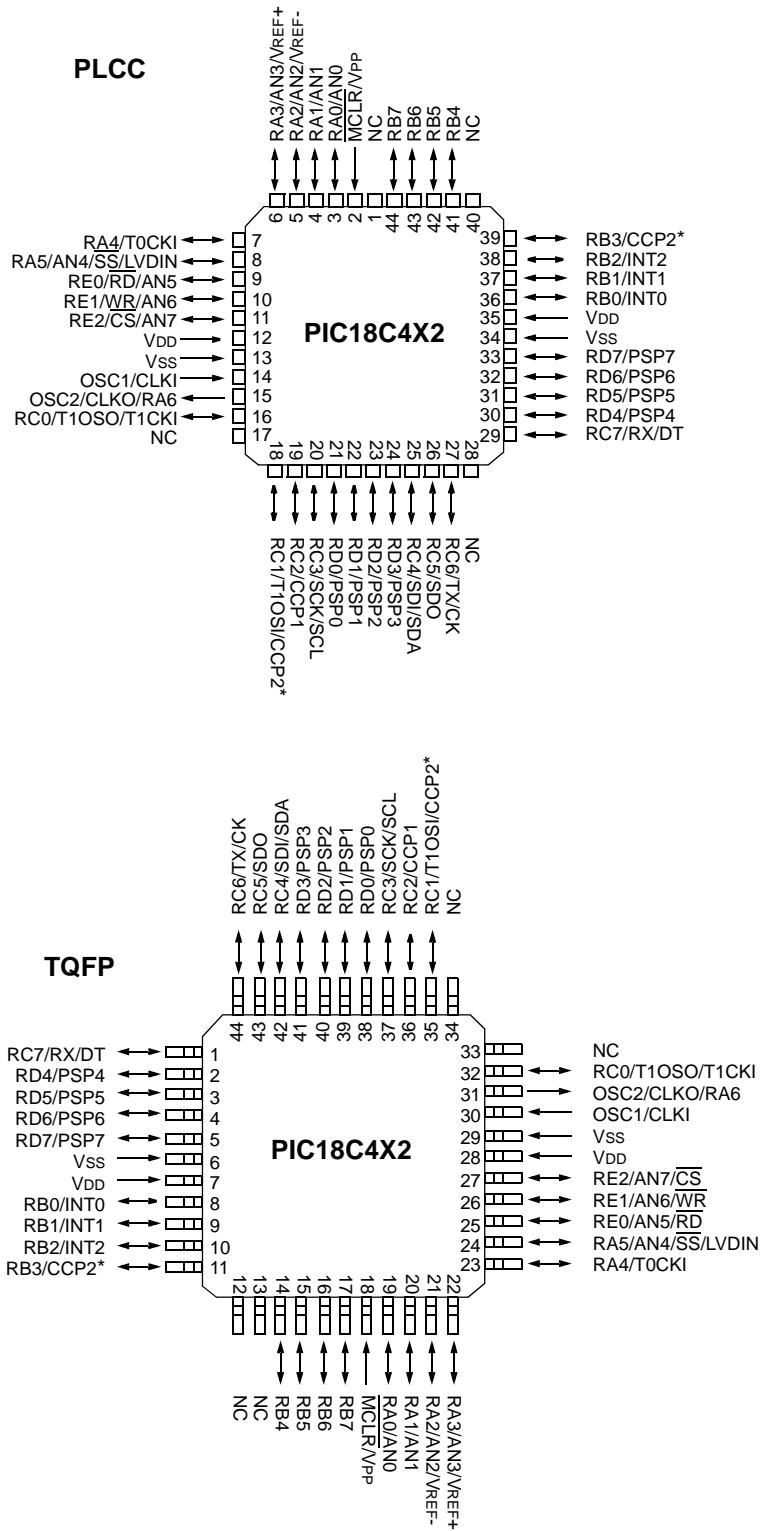 PLCC
RA3/AN3/VREF+
RA2/AN2/VREF-
RA1/AN1
RA0/AN0
MCLR/VPP
NC
RB7
RB6
RB5
RB4
NC
6
5
4
3
2
1
44
43
42
41
40
RA4/T0CKI
RA5/AN4/SS/LVDIN
RE0/RD/AN5
RE1/WR/AN6
RE2/CS/AN7
VDD
VSS
OSC1/CLKI
OSC2/CLKO/RA6
RC0/T1OSO/T1CKI
NC
7
8
9
10
11
12
13
14
15
16
17
PIC18C4X2
39
38
37
36
35
34
33
32
31
30
29
RB3/CCP2*
RB2/INT2
RB1/INT1
RB0/INT0
VDD
VSS
RD7/PSP7
RD6/PSP6
RD5/PSP5
RD4/PSP4
RC7/RX/DT
18
19
20
21
22
23
24
25
26
27
28
RC1/T1OSI/CCP2*
RC2/CCP1
RC3/SCK/SCL
RD0/PSP0
RD1/PSP1
RD2/PSP2
RD3/PSP3
RC4/SDI/SDA
RC5/SDO
RC6/TX/CK
NC
TQFP
RC6/TX/CK
RC5/SDO
RC4/SDI/SDA
RD3/PSP3
RD2/PSP2
RD1/PSP1
RD0/PSP0
RC3/SCK/SCL
RC2/CCP1
RC1/T1OSI/CCP2*
NC
44
43
42
41
40
39
38
37
36
35
34
RC7/RX/DT
RD4/PSP4
RD5/PSP5
RD6/PSP6
RD7/PSP7
VSS
VDD
RB0/INT0
RB1/INT1
RB2/INT2
RB3/CCP2*
1
2
3
4
5
6
7
8
9
10
11
PIC18C4X2
33
32
31
30
29
28
27
26
25
24
23
NC
RC0/T1OSO/T1CKI
OSC2/CLKO/RA6
OSC1/CLKI
VSS
VDD
RE2/AN7/CS
RE1/AN6/WR
RE0/AN5/RD
RA5/AN4/SS/LVDIN
RA4/T0CKI
12
13
14
15
16
17
18
19
20
21
22
NC
NC
RB4
RB5
RB6
RB7
MCLR/VPP
RA0/AN0
RA1/AN1
RA2/AN2/VREF-
RA3/AN3/VREF+